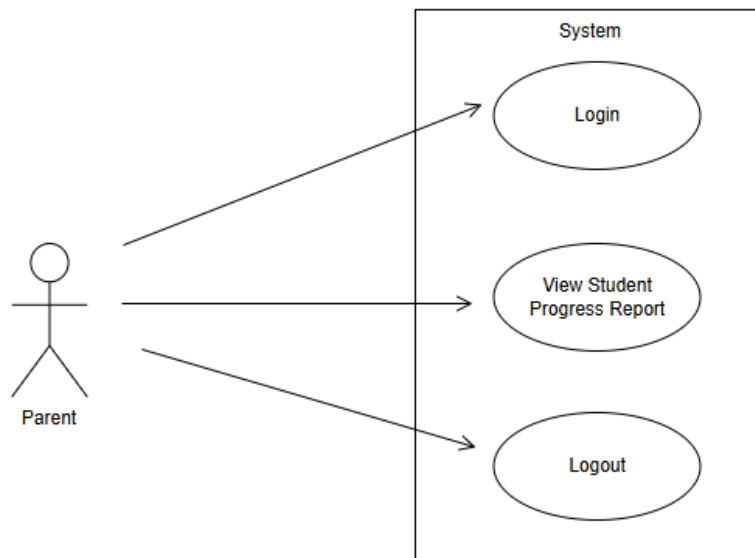 System
Login
View Student
Progress Report
Parent
Logout